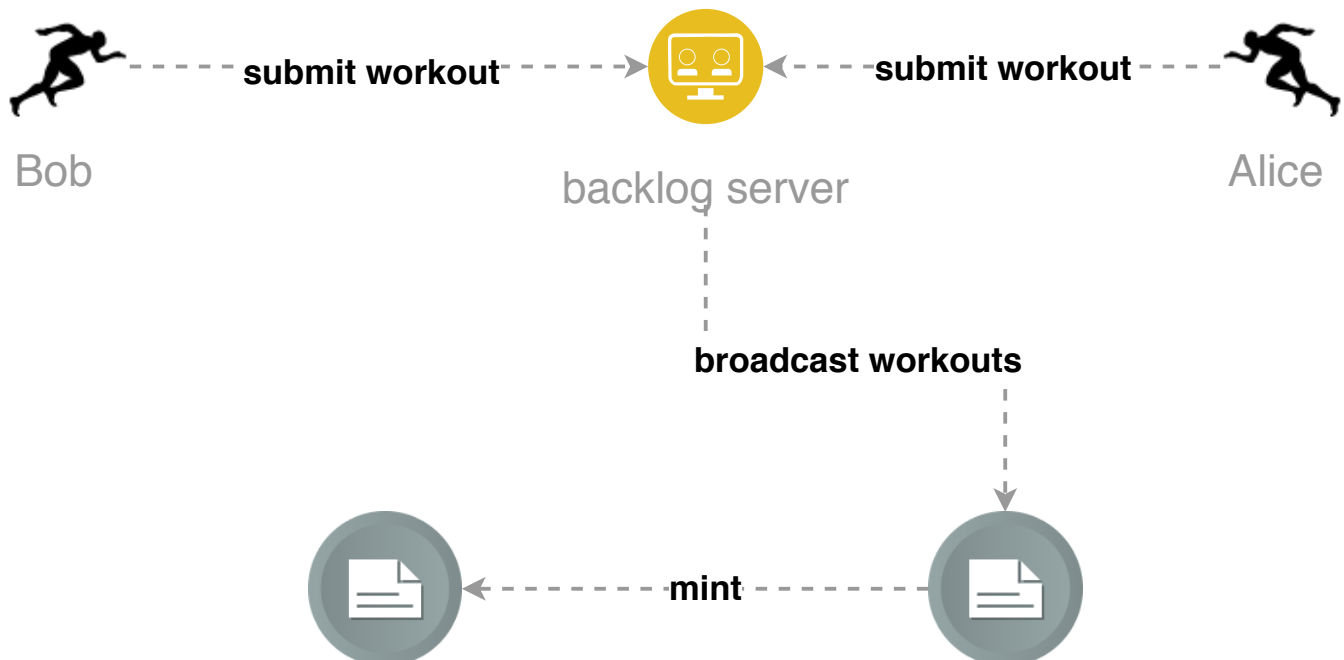 submit workout
submit workout
Bob
backlog server
Alice
broadcast workouts
mint